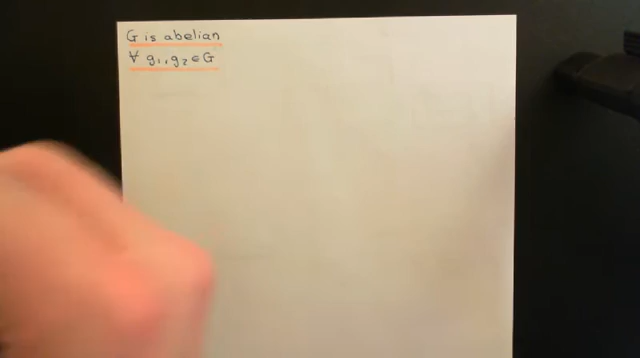 G is abelian
∀ g₁,g₂ ∈ G